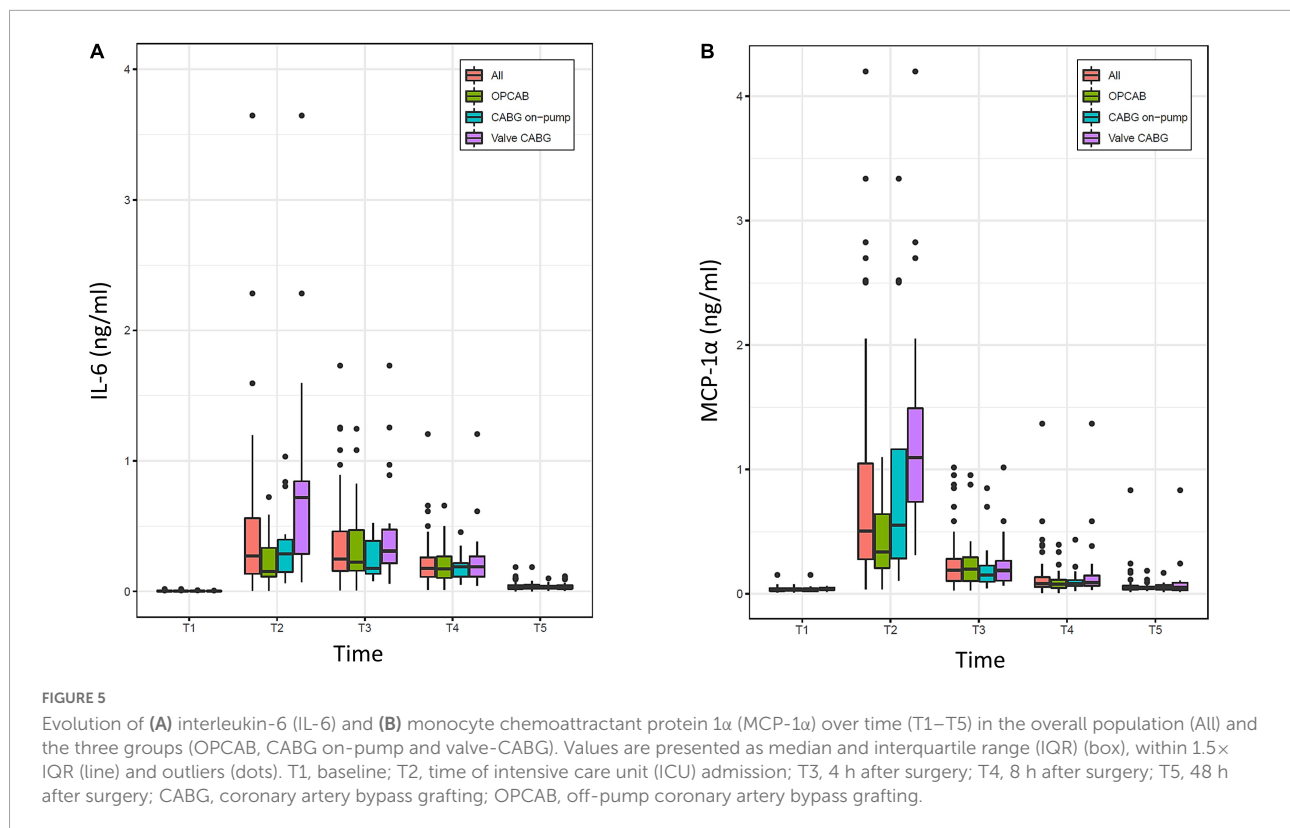 A
IL-6 (ng/ml)
4
3
2
1
0
All
OPCAB
CABG on-pump
Valve CABG
T1 T2 T3 T4 T5
Time
B
MCP-1α (ng/ml)
4
3
2
1
0
All
OPCAB
CABG on-pump
Valve CABG
T1 T2 T3 T4 T5
Time
FIGURE 5
Evolution of (A) interleukin-6 (IL-6) and (B) monocyte chemoattractant protein 1α (MCP-1α) over time (T1–T5) in the overall population (All) and
the three groups (OPCAB, CABG on-pump and valve-CABG). Values are presented as median and interquartile range (IQR) (box), within 1.5×
IQR (line) and outliers (dots). T1, baseline; T2, time of intensive care unit (ICU) admission; T3, 4 h after surgery; T4, 8 h after surgery; T5, 48 h
after surgery; CABG, coronary artery bypass grafting; OPCAB, off-pump coronary artery bypass grafting.